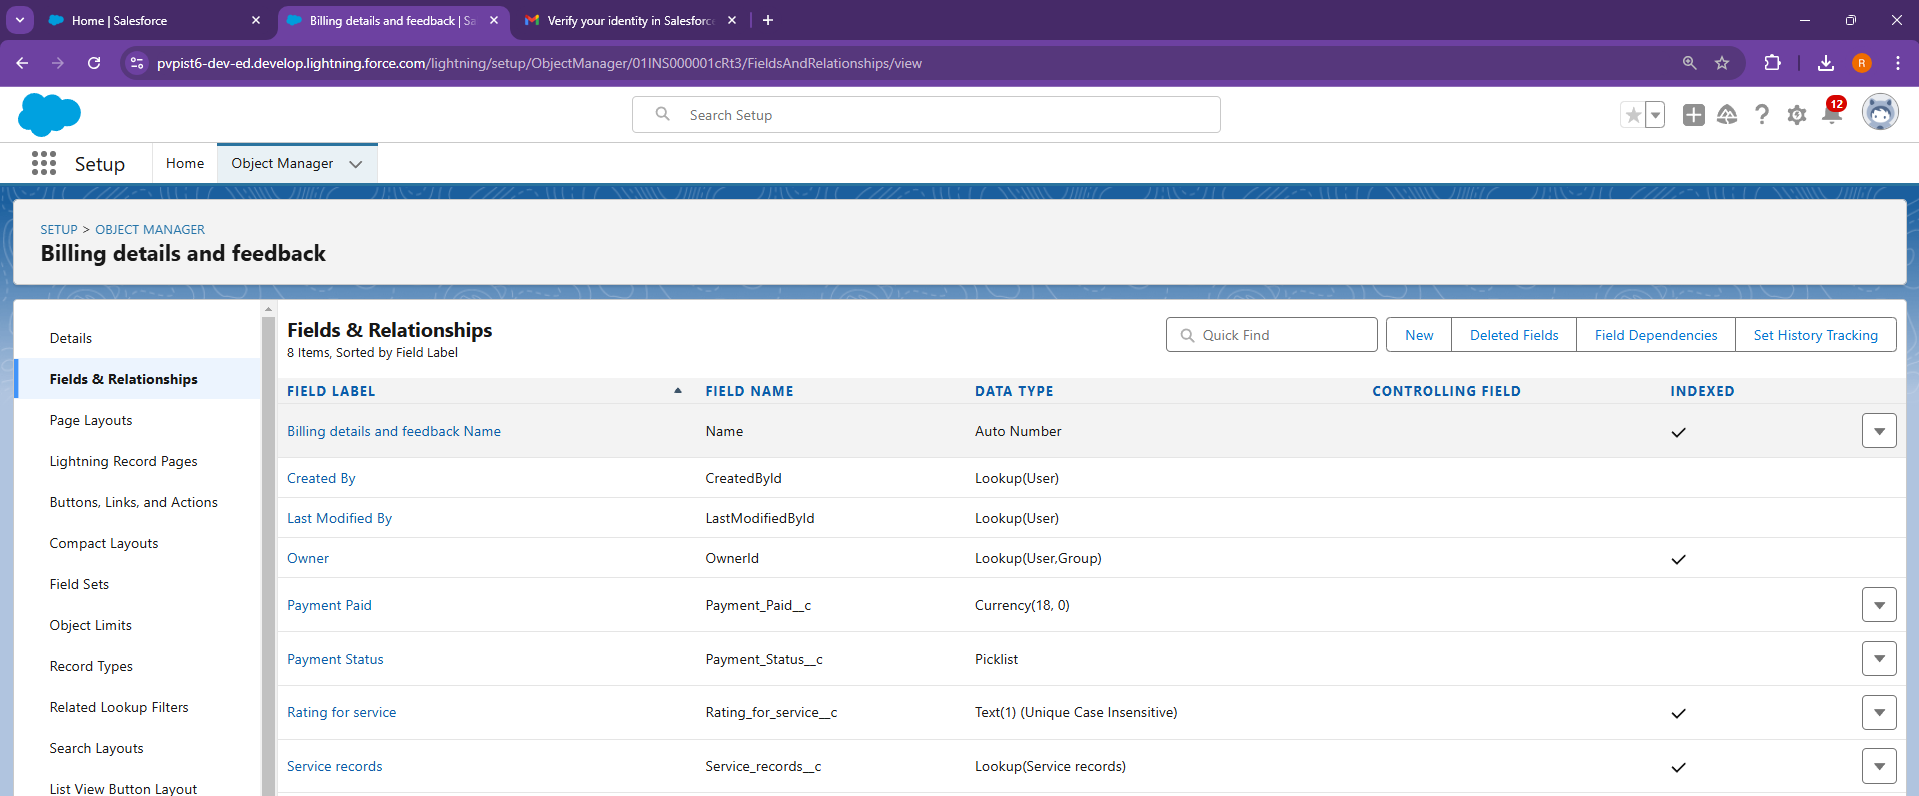 Home | Salesforce
Billing details and feedback | Sa
Verify your identity in Salesforc
pvpist6-dev-ed.develop.lightning.force.com/lightning/setup/ObjectManager/01INS000001cRt3/FieldsAndRelationships/view
R
Search Setup
12
Setup
Home
Object Manager
SETUP > OBJECT MANAGER
Billing details and feedback
Details
Fields & Relationships
Page Layouts
Lightning Record Pages
Buttons, Links, and Actions
Compact Layouts
Field Sets
Object Limits
Record Types
Related Lookup Filters
Search Layouts
List View Button Layout
Fields & Relationships
8 Items, Sorted by Field Label
Quick Find
New
Deleted Fields
Field Dependencies
Set History Tracking
FIELD LABEL FIELD NAME DATA TYPE CONTROLLING FIELD INDEXED
Billing details and feedback Name Name Auto Number
Created By CreatedById Lookup(User)
Last Modified By LastModifiedById Lookup(User)
Owner OwnerId Lookup(User,Group)
Payment Paid Payment_Paid__c Currency(18, 0)
Payment Status Payment_Status__c Picklist
Rating for service Rating_for_service__c Text(1) (Unique Case Insensitive)
Service records Service_records__c Lookup(Service records)